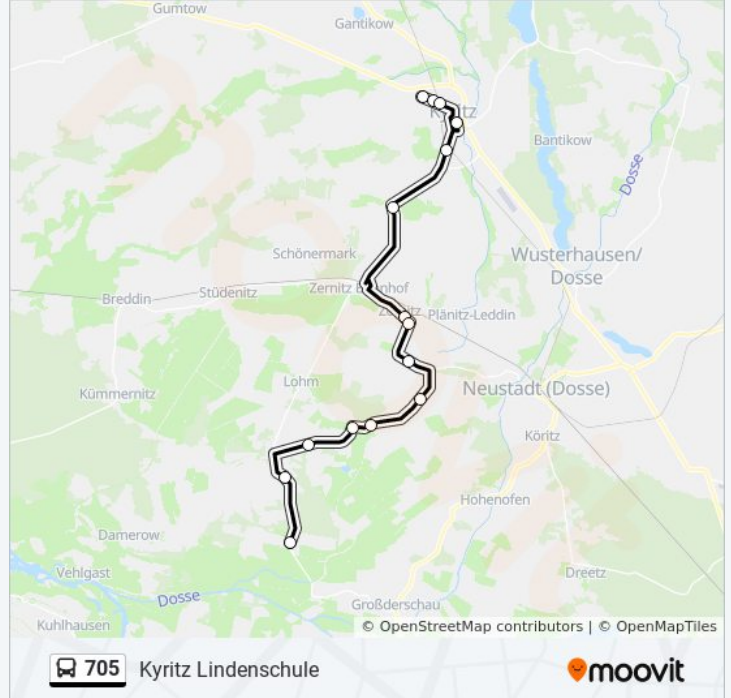 Gumtow
Gantikow
Kyritz
Bantikow
Dosse
Schönermark
Wusterhausen/
Dosse
Zernitz Bahnhof
Stüdenitz
Breddin
Zernitz
Plänitz-Leddin
Lohm
Neustadt (Dosse)
Kümmernitz
Köritz
Hohenofen
Damerow
Vehlgast
Dreetz
Dosse
Großderschau
Kuhlhausen
© OpenStreetMap contributors | © OpenMapTiles
705 Kyritz Lindenschule
moovit